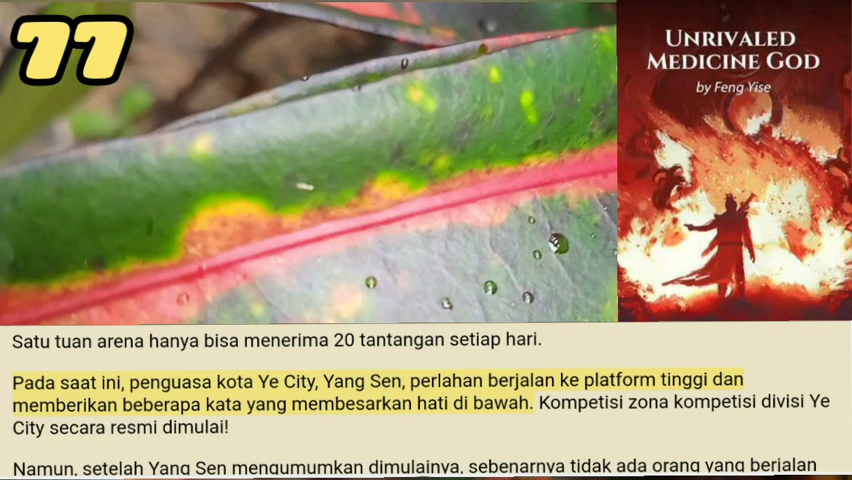 77
UNRIVALED
MEDICINE GOD
by Feng Yise
Satu tuan arena hanya bisa menerima 20 tantangan setiap hari.
Pada saat ini, penguasa kota Ye City, Yang Sen, perlahan berjalan ke platform tinggi dan
memberikan beberapa kata yang membesarkan hati di bawah. Kompetisi zona kompetisi divisi Ye
City secara resmi dimulai!
Namun, setelah Yang Sen mengumumkan dimulainya, sebenarnya tidak ada orang yang berjalan